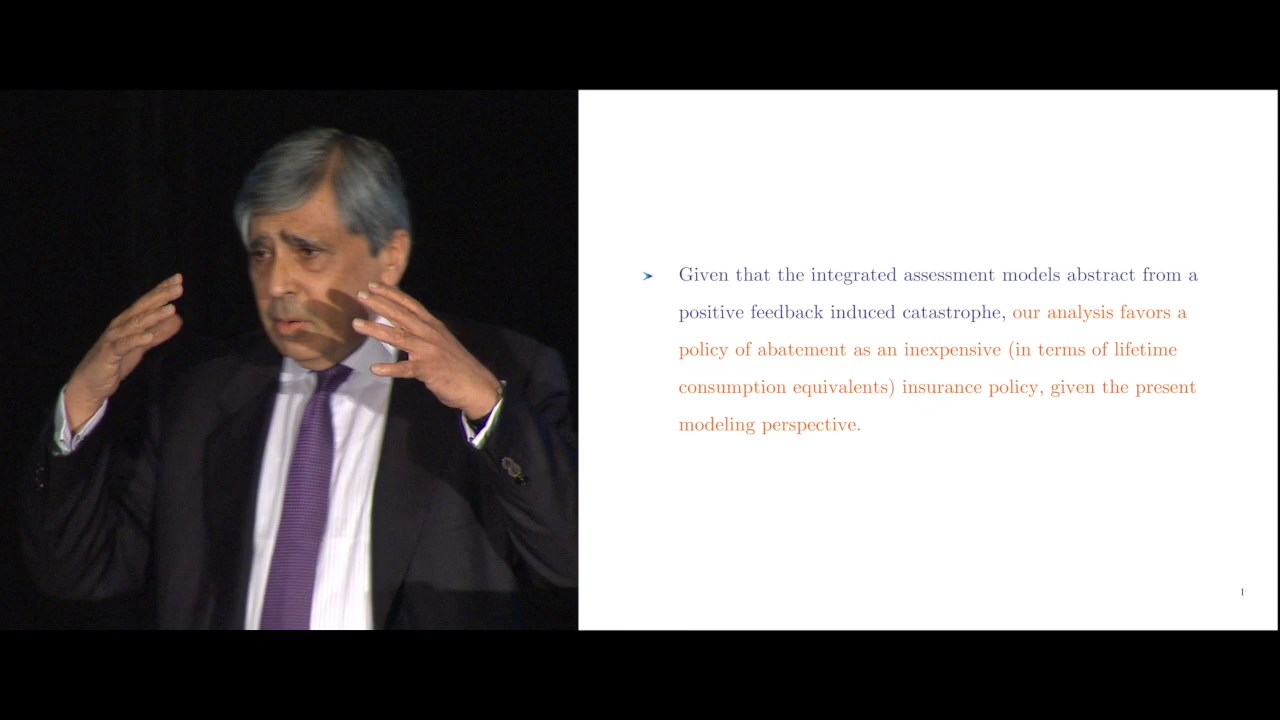 Given that the integrated assessment models abstract from a
positive feedback induced catastrophe, our analysis favors a
policy of abatement as an inexpensive (in terms of lifetime
consumption equivalents) insurance policy, given the present
modeling perspective.